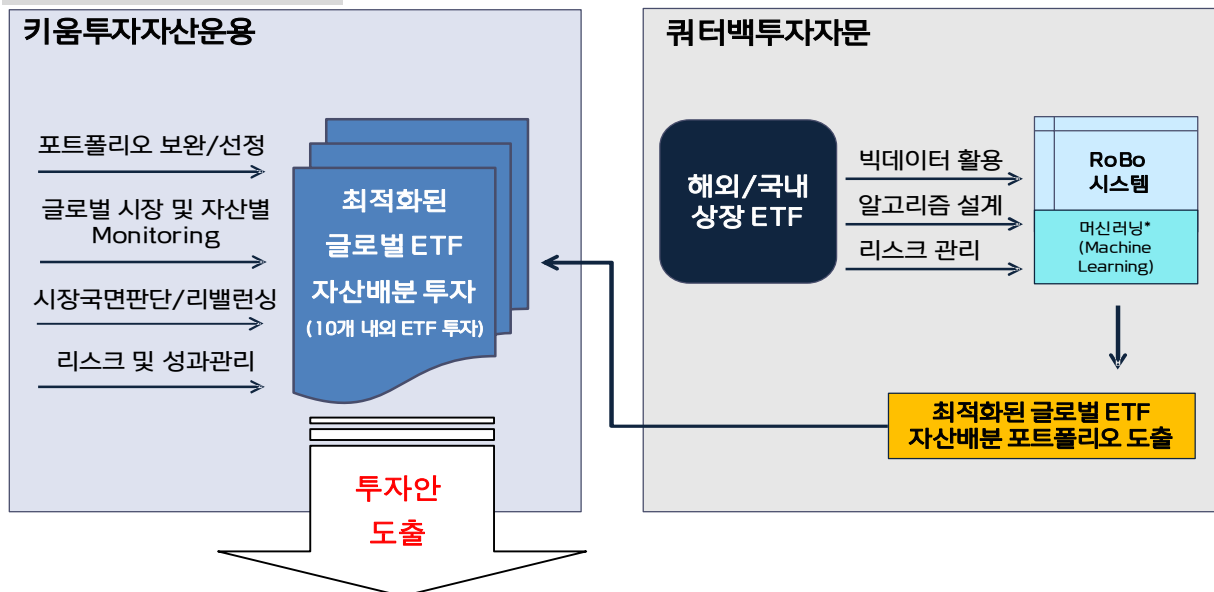 키움투자자산운용
포트폴리오 보완/선정
글로벌 시장 및 자산별
Monitoring
시장국면판단/리밸런싱
리스크 및 성과관리
최적화된
글로벌 ETF
자산배분 투자
(10개 내외 ETF 투자)
투자안
도출
쿼터백투자자문
해외/국내
상장 ETF
빅데이터 활용
알고리즘 설계
리스크 관리
RoBo
시스템
머신러닝*
(Machine
Learning)
최적화된 글로벌 ETF
자산배분 포트폴리오 도출